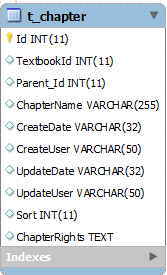 t_chapter
Id INT(11)
TextbookId INT(11)
Parent_Id INT(11)
ChapterName VARCHAR(255)
CreateDate VARCHAR(32)
CreateUser VARCHAR(50)
UpdateDate VARCHAR(32)
UpdateUser VARCHAR(50)
Sort INT(11)
ChapterRights TEXT
Indexes